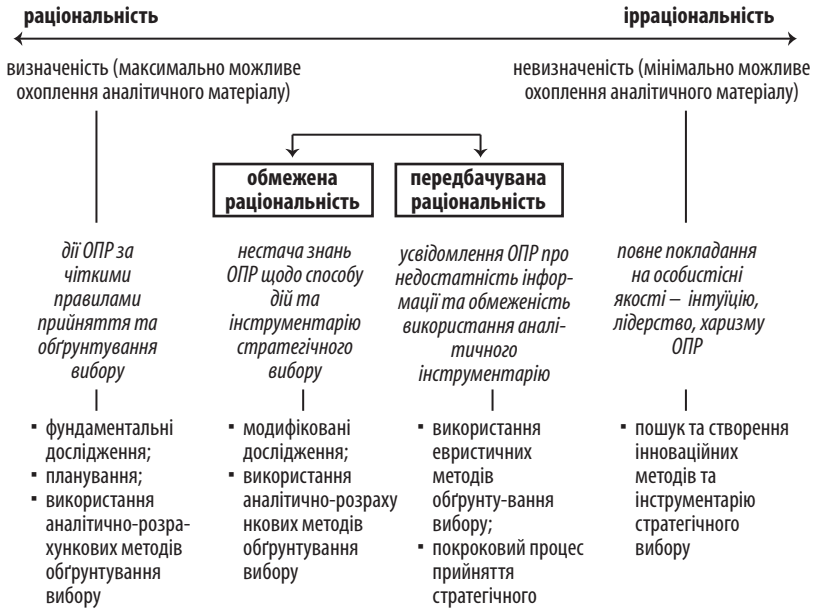 раціональність
ірраціональність
визначеність (максимально можливе
охоплення аналітичного матеріалу)
невизначеність (мінімально можливе
охоплення аналітичного матеріалу)
обмежена
раціональність
передбачувана
раціональність
дії ОПР за
чіткими
правилами
прийняття та
обґрунтування
вибору
нестача знань
ОПР щодо способу
дій та
інструментарію
стратегічного
вибору
усвідомлення ОПР про
недостатність інфор-
мації та обмеженість
використання аналі-
тичного
інструментарію
повне покладання
на особистісні
якості – інтуїцію,
лідерство, харизму
ОПР
▪ фундаментальні
дослідження;
▪ планування;
▪ використання
аналітично-розра-
хункових методів
обґрунтування
вибору
▪ модифіковані
дослідження;
▪ використання
аналітично-розраху
нкових методів
обґрунтування
вибору
▪ використання
евристичних
методів
обґрунту-вання
вибору;
▪ покроковий процес
прийняття
стратегічного
▪ пошук та створення
інноваційних
методів та
інструментарію
стратегічного
вибору